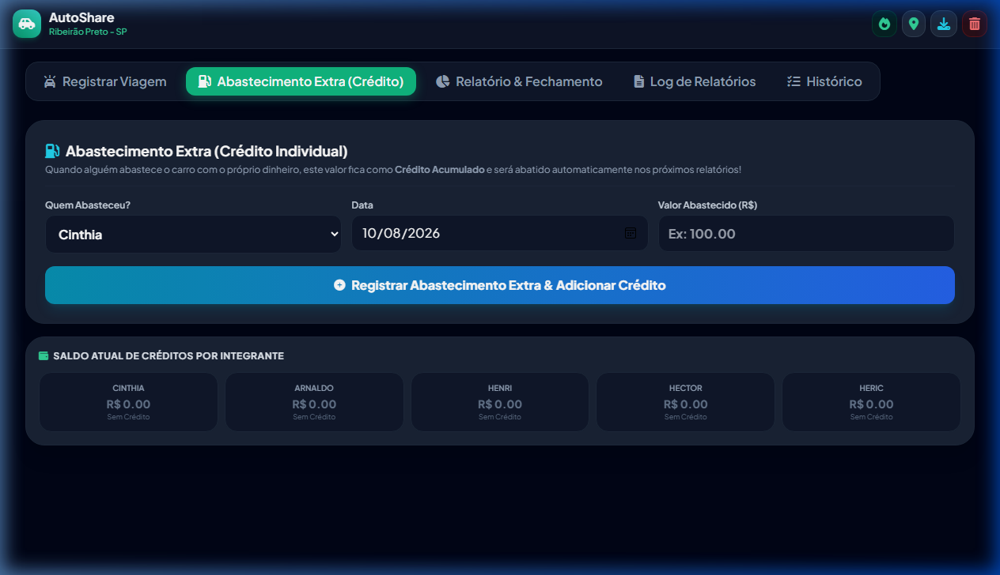 AutoShare
Ribeirão Preto - SP
Registrar Viagem
Abastecimento Extra (Crédito)
Relatório & Fechamento
Log de Relatórios
Histórico
Abastecimento Extra (Crédito Individual)
Quando alguém abastece o carro com o próprio dinheiro, este valor fica como Crédito Acumulado e será abatido automaticamente nos próximos relatórios!
Quem Abasteceu?
Data
Valor Abastecido (R$)
Cinthia
10/08/2026
Ex: 100.00
Registrar Abastecimento Extra & Adicionar Crédito
SALDO ATUAL DE CRÉDITOS POR INTEGRANTE
CINTHIA
R$ 0.00
Sem Crédito
ARNALDO
R$ 0.00
Sem Crédito
HENRI
R$ 0.00
Sem Crédito
HECTOR
R$ 0.00
Sem Crédito
HERIC
R$ 0.00
Sem Crédito